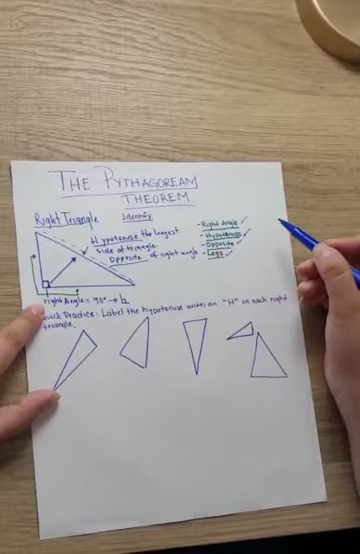 THE PYTHAGOREAN
THEOREM
Right Triangle
Identify
Hypotenuse the longest
side of triangle.
Opposite of right angle
- Right Angle ✓
- Hypotenuse ✓
- Opposite ✓
- Legs ✓
right Angle = 90° →
Quick Practice: Label the hypotenuse with an "H" on each right
triangle.